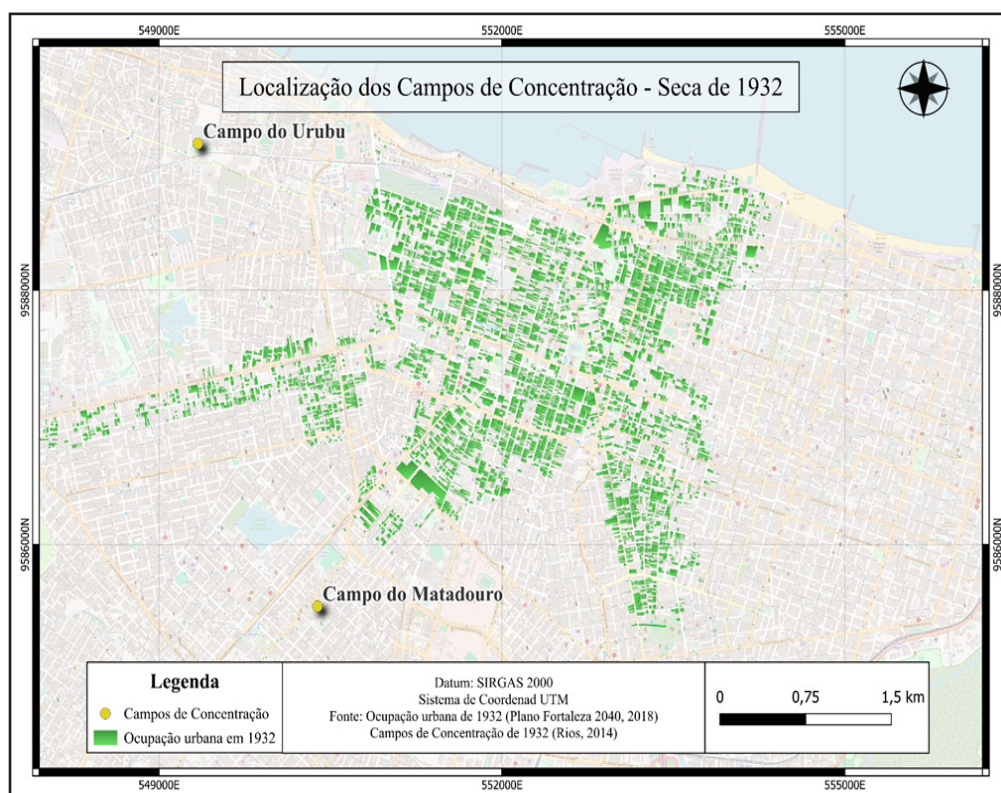 549000E
552000E
555000E
Localização dos Campos de Concentração - Seca de 1932
Campo do Urubu
9588000N
9588000N
9586000N
9586000N
Campo do Matadouro
Legenda
Campos de Concentração
Ocupação urbana em 1932
Datum: SIRGAS 2000
Sistema de Coordenad UTM
Fonte: Ocupação urbana de 1932 (Plano Fortaleza 2040, 2018)
Campos de Concentração de 1932 (Rios, 2014)
0 0,75 1,5 km
549000E
552000E
555000E